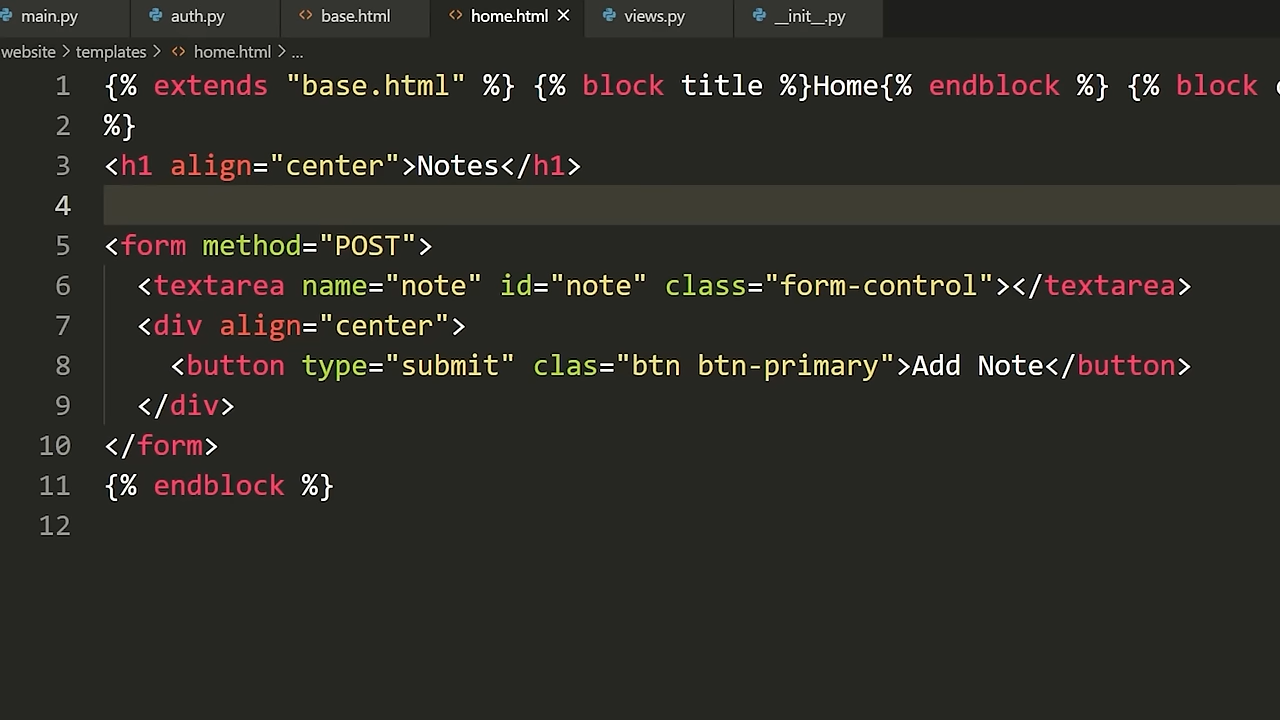 main.py auth.py base.html home.html views.py __init__.py
website > templates > home.html > ...
1 {% extends "base.html" %} {% block title %}Home{% endblock %} {% block
2 %}
3 <h1 align="center">Notes</h1>
4
5 <form method="POST">
6 <textarea name="note" id="note" class="form-control"></textarea>
7 <div align="center">
8 <button type="submit" clas="btn btn-primary">Add Note</button>
9 </div>
10 </form>
11 {% endblock %}
12